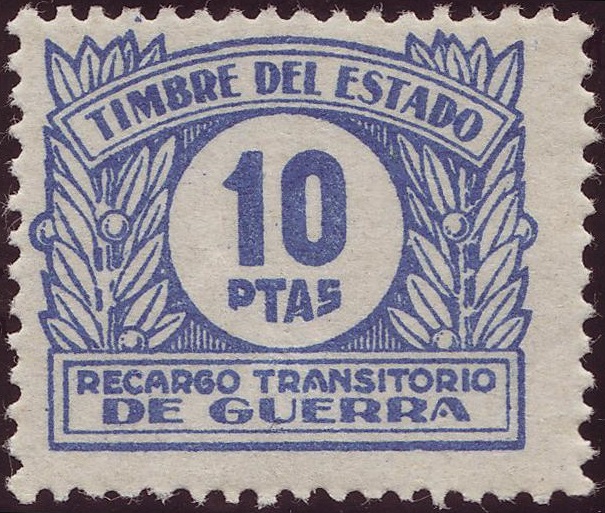 TIMBRE DEL ESTADO
10
PTAS
RECARGO TRANSITORIO
DE GUERRA